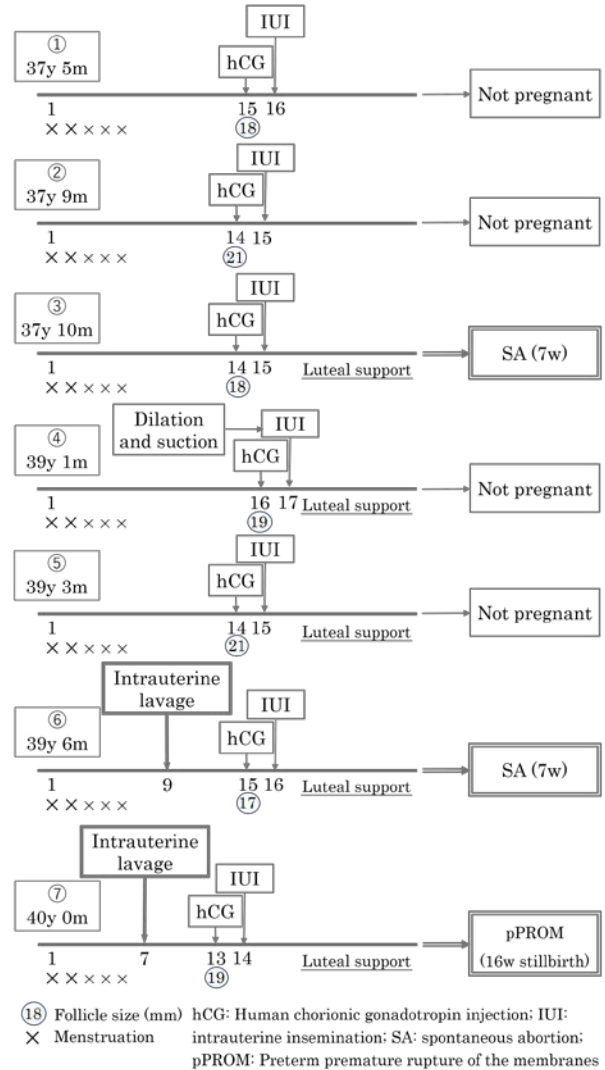 IUI
①
37y 5m
hCG
1 15 16
× × × × ×
18
Not pregnant
IUI
②
37y 9m
hCG
1 14 15
× × × × ×
21
Not pregnant
IUI
③
37y 10m
hCG
1 14 15 Luteal support
× × × × ×
18
SA (7w)
Dilation
and suction
IUI
④
39y 1m
hCG
1 16 17 Luteal support
× × × × ×
19
Not pregnant
IUI
⑤
39y 3m
hCG
1 14 15 Luteal support
× × × × ×
21
Not pregnant
Intrauterine
lavage
IUI
⑥
39y 6m
hCG
1 9 15 16 Luteal support
× × × × ×
17
SA (7w)
Intrauterine
lavage
IUI
⑦
40y 0m
hCG
1 7 13 14 Luteal support
× × × × ×
19
pPROM
(16w stillbirth)
18 Follicle size (mm)
× Menstruation
hCG: Human chorionic gonadotropin injection; IUI:
intrauterine insemination; SA: spontaneous abortion;
pPROM: Preterm premature rupture of the membranes